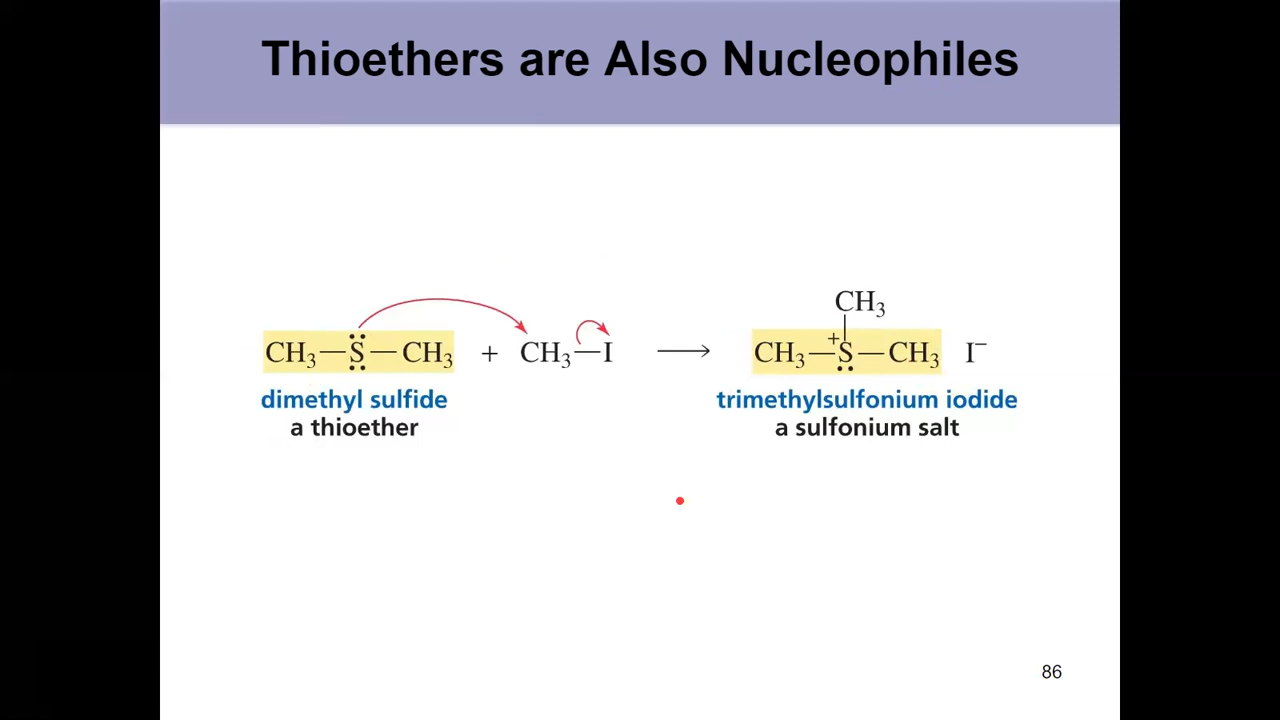 Thioethers are Also Nucleophiles
CH₃
CH₃—S̈—CH₃ + CH₃—I ⟶ CH₃—S⁺—CH₃ I⁻
dimethyl sulfide trimethylsulfonium iodide
a thioether a sulfonium salt
86